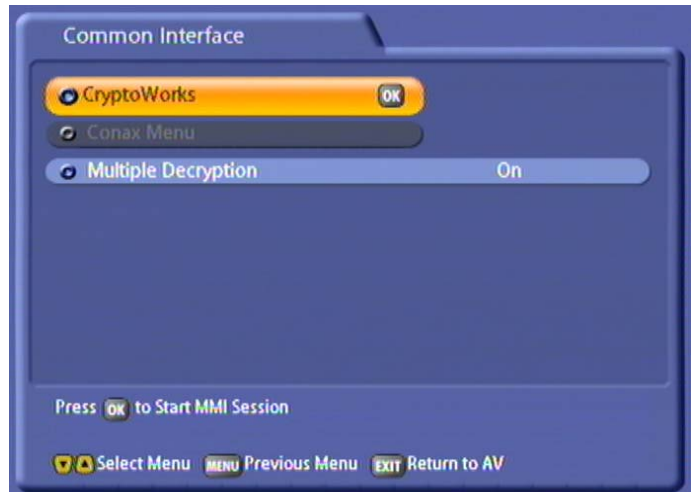 Common Interface
CryptoWorks OK
Conax Menu
Multiple Decryption On
Press OK to Start MMI Session
Select Menu MENU Previous Menu EXIT Return to AV